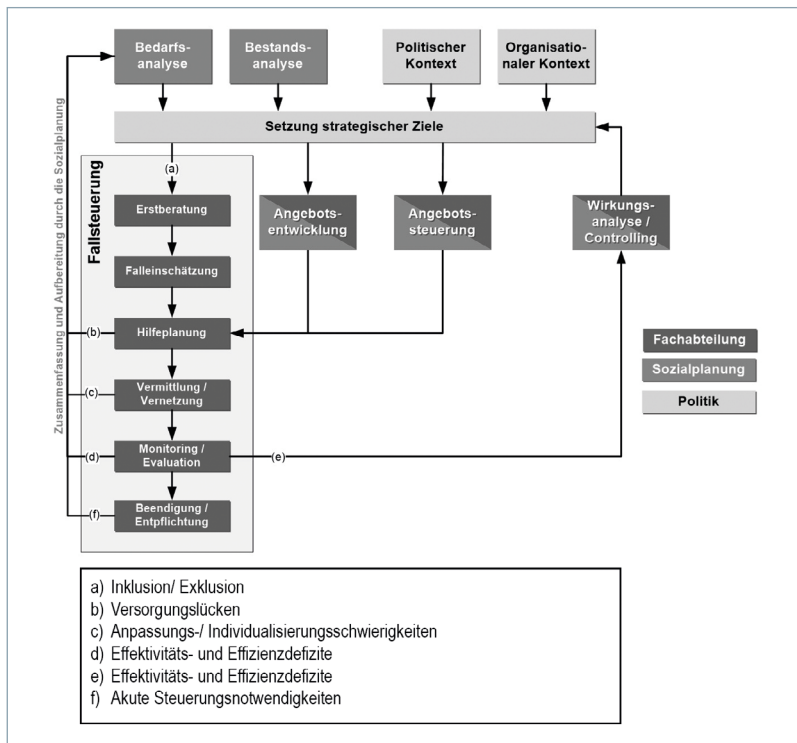 Bedarfs-
analyse
Bestands-
analyse
Politischer
Kontext
Organisatio-
naler Kontext
Setzung strategischer Ziele
Zusammenfassung und Aufbereitung durch die Sozialplanung
Fallsteuerung
(a)
Erstberatung
Angebots-
entwicklung
Angebots-
steuerung
Wirkungs-
analyse /
Controlling
Falleinschätzung
(b)
Hilfeplanung
Fachabteilung
Sozialplanung
Politik
(c)
Vermittlung /
Vernetzung
(d)
Monitoring /
Evaluation
(e)
(f)
Beendigung /
Entpflichtung
a) Inklusion/ Exklusion
b) Versorgungslücken
c) Anpassungs-/ Individualisierungsschwierigkeiten
d) Effektivitäts- und Effizienzdefizite
e) Effektivitäts- und Effizienzdefizite
f) Akute Steuerungsnotwendigkeiten